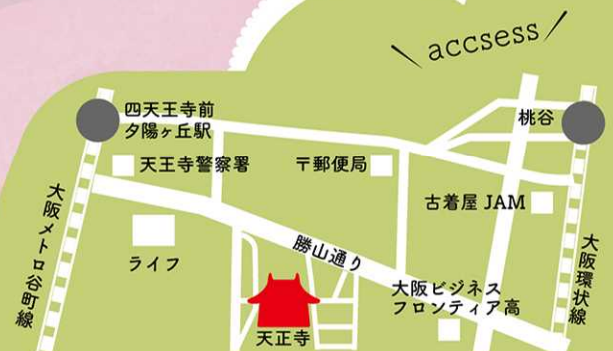 accsess
四天王寺前
夕陽ヶ丘駅
桃谷
天王寺警察署
〒郵便局
古着屋 JAM
大阪メトロ谷町線
ライフ
勝山通り
大阪ビジネス
フロンティア高
大阪環状線
天正寺